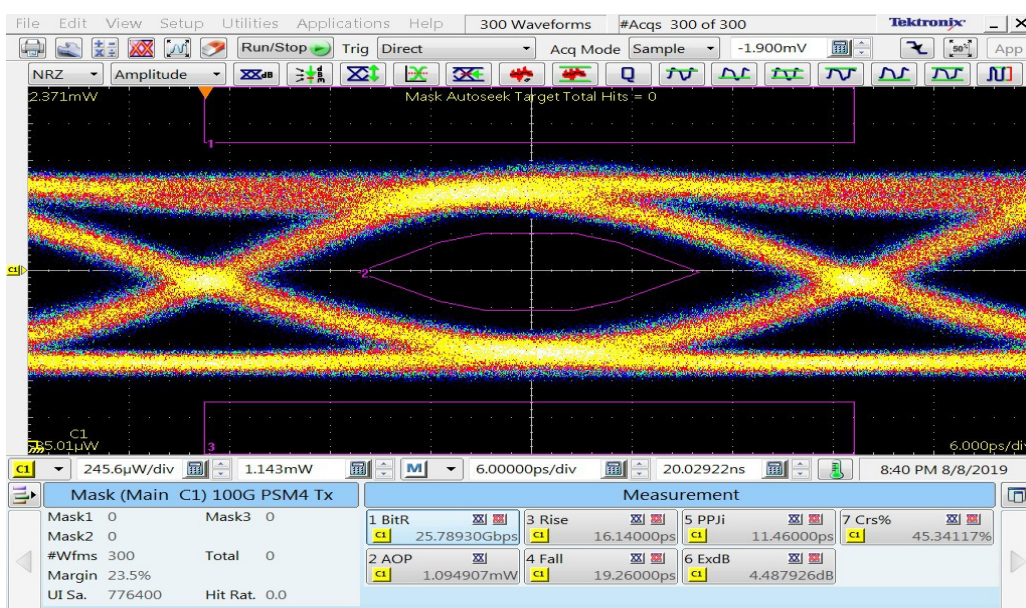 File Edit View Setup Utilities Applications Help 300 Waveforms #Acqs 300 of 300 Tektronix
Run/Stop Trig Direct Acq Mode Sample -1.900mV 50% App
NRZ Amplitude dB Q
2.371mW Mask Autoseek Target Total Hits = 0
1
C1 2
C1
3
6.000ps/di
C1 245.6µW/div 1.143mW M 6.00000ps/div 20.02922ns 8:40 PM 8/8/2019
Mask (Main C1) 100G PSM4 Tx Measurement
Mask1 0 Mask3 0
Mask2 0
#Wfms 300 Total 0
Margin 23.5%
UI Sa. 776400 Hit Rat. 0.0
1 BitR 3 Rise 5 PPJi 7 Crs%
C1 25.78930Gbps C1 16.14000ps C1 11.46000ps C1 45.34117%
2 AOP 4 Fall 6 ExdB
C1 1.094907mW C1 19.26000ps C1 4.487926dB